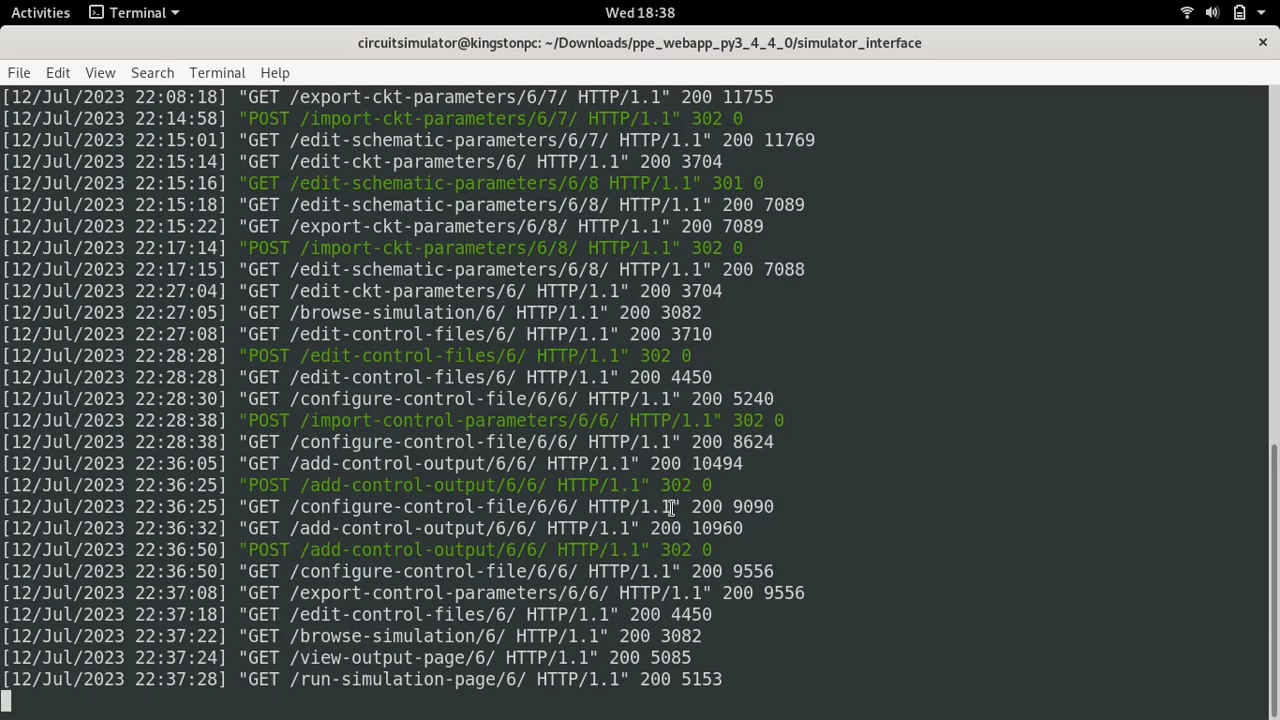 Activities Terminal Wed 18:38
circuitsimulator@kingstonpc: ~/Downloads/ppe_webapp_py3_4_4_0/simulator_interface ×
File Edit View Search Terminal Help
[12/Jul/2023 22:08:18] "GET /export-ckt-parameters/6/7/ HTTP/1.1" 200 11755
[12/Jul/2023 22:14:58] "POST /import-ckt-parameters/6/7/ HTTP/1.1" 302 0
[12/Jul/2023 22:15:01] "GET /edit-schematic-parameters/6/7/ HTTP/1.1" 200 11769
[12/Jul/2023 22:15:14] "GET /edit-ckt-parameters/6/ HTTP/1.1" 200 3704
[12/Jul/2023 22:15:16] "GET /edit-schematic-parameters/6/8 HTTP/1.1" 301 0
[12/Jul/2023 22:15:18] "GET /edit-schematic-parameters/6/8/ HTTP/1.1" 200 7089
[12/Jul/2023 22:15:22] "GET /export-ckt-parameters/6/8/ HTTP/1.1" 200 7089
[12/Jul/2023 22:17:14] "POST /import-ckt-parameters/6/8/ HTTP/1.1" 302 0
[12/Jul/2023 22:17:15] "GET /edit-schematic-parameters/6/8/ HTTP/1.1" 200 7088
[12/Jul/2023 22:27:04] "GET /edit-ckt-parameters/6/ HTTP/1.1" 200 3704
[12/Jul/2023 22:27:05] "GET /browse-simulation/6/ HTTP/1.1" 200 3082
[12/Jul/2023 22:27:08] "GET /edit-control-files/6/ HTTP/1.1" 200 3710
[12/Jul/2023 22:28:28] "POST /edit-control-files/6/ HTTP/1.1" 302 0
[12/Jul/2023 22:28:28] "GET /edit-control-files/6/ HTTP/1.1" 200 4450
[12/Jul/2023 22:28:30] "GET /configure-control-file/6/6/ HTTP/1.1" 200 5240
[12/Jul/2023 22:28:38] "POST /import-control-parameters/6/6/ HTTP/1.1" 302 0
[12/Jul/2023 22:28:38] "GET /configure-control-file/6/6/ HTTP/1.1" 200 8624
[12/Jul/2023 22:36:05] "GET /add-control-output/6/6/ HTTP/1.1" 200 10494
[12/Jul/2023 22:36:25] "POST /add-control-output/6/6/ HTTP/1.1" 302 0
[12/Jul/2023 22:36:25] "GET /configure-control-file/6/6/ HTTP/1.1" 200 9090
[12/Jul/2023 22:36:32] "GET /add-control-output/6/6/ HTTP/1.1" 200 10960
[12/Jul/2023 22:36:50] "POST /add-control-output/6/6/ HTTP/1.1" 302 0
[12/Jul/2023 22:36:50] "GET /configure-control-file/6/6/ HTTP/1.1" 200 9556
[12/Jul/2023 22:37:08] "GET /export-control-parameters/6/6/ HTTP/1.1" 200 9556
[12/Jul/2023 22:37:18] "GET /edit-control-files/6/ HTTP/1.1" 200 4450
[12/Jul/2023 22:37:22] "GET /browse-simulation/6/ HTTP/1.1" 200 3082
[12/Jul/2023 22:37:24] "GET /view-output-page/6/ HTTP/1.1" 200 5085
[12/Jul/2023 22:37:28] "GET /run-simulation-page/6/ HTTP/1.1" 200 5153